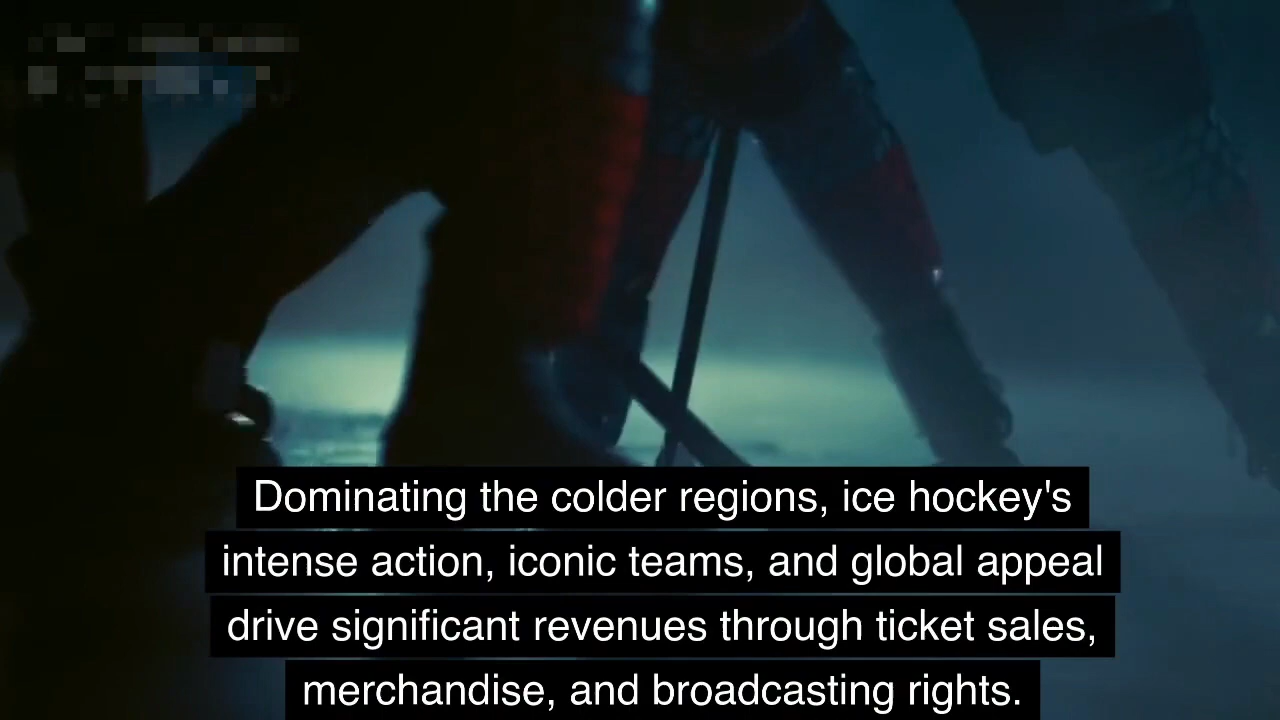 Dominating the colder regions, ice hockey's
intense action, iconic teams, and global appeal
drive significant revenues through ticket sales,
merchandise, and broadcasting rights.